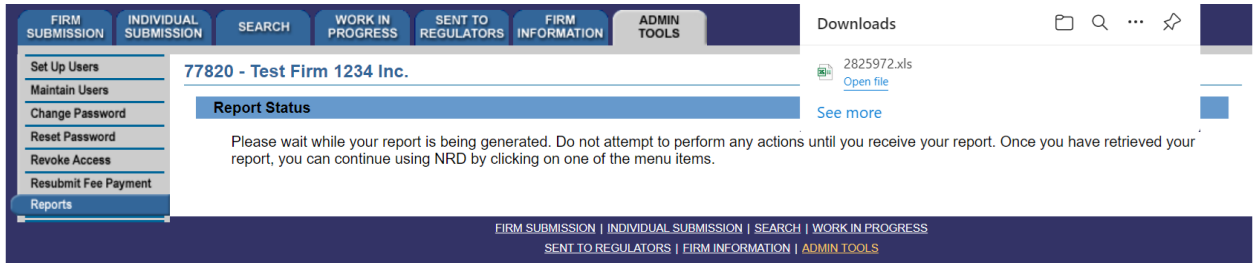 FIRM SUBMISSION
INDIVIDUAL SUBMISSION
SEARCH
WORK IN PROGRESS
SENT TO REGULATORS
FIRM INFORMATION
ADMIN TOOLS
Downloads
2825972.xls
Open file
See more
Set Up Users
Maintain Users
Change Password
Reset Password
Revoke Access
Resubmit Fee Payment
Reports
77820 - Test Firm 1234 Inc.
Report Status
Please wait while your report is being generated. Do not attempt to perform any actions until you receive your report. Once you have retrieved your
report, you can continue using NRD by clicking on one of the menu items.
FIRM SUBMISSION | INDIVIDUAL SUBMISSION | SEARCH | WORK IN PROGRESS
SENT TO REGULATORS | FIRM INFORMATION | ADMIN TOOLS